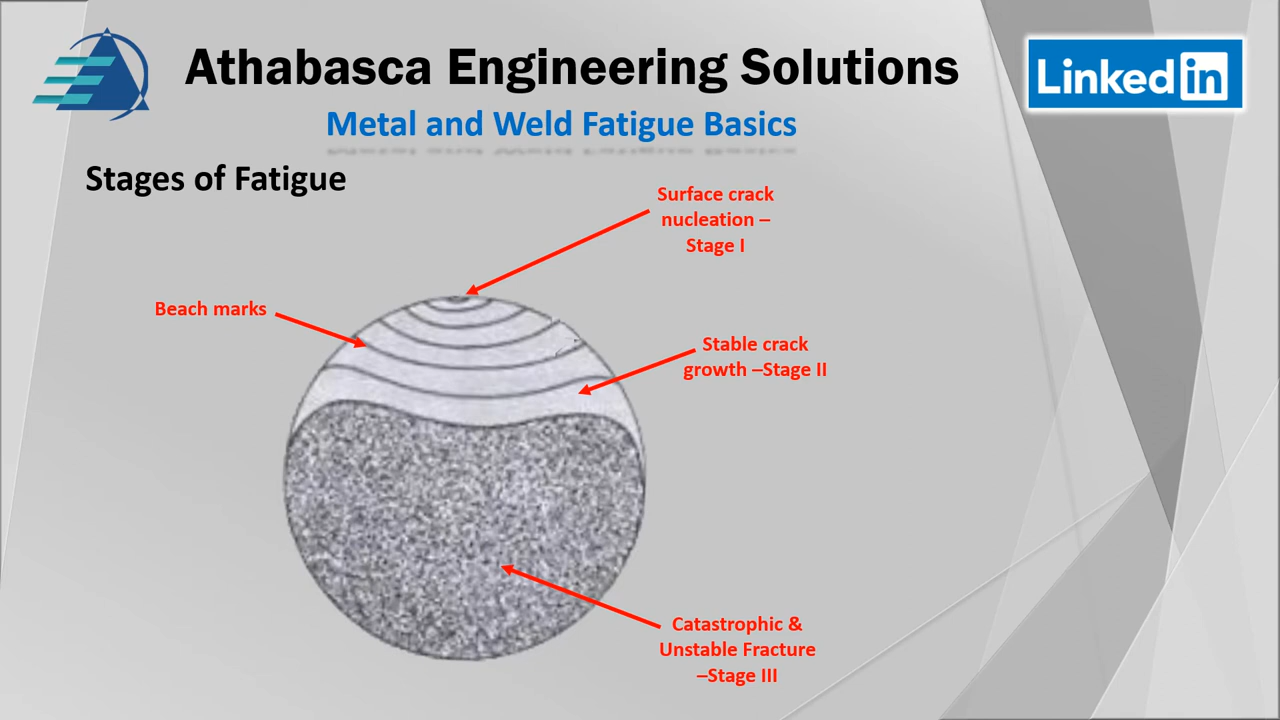 Athabasca Engineering Solutions
LinkedIn
Metal and Weld Fatigue Basics
Stages of Fatigue
Surface crack
nucleation –
Stage I
Beach marks
Stable crack
growth –Stage II
Catastrophic &
Unstable Fracture
–Stage III